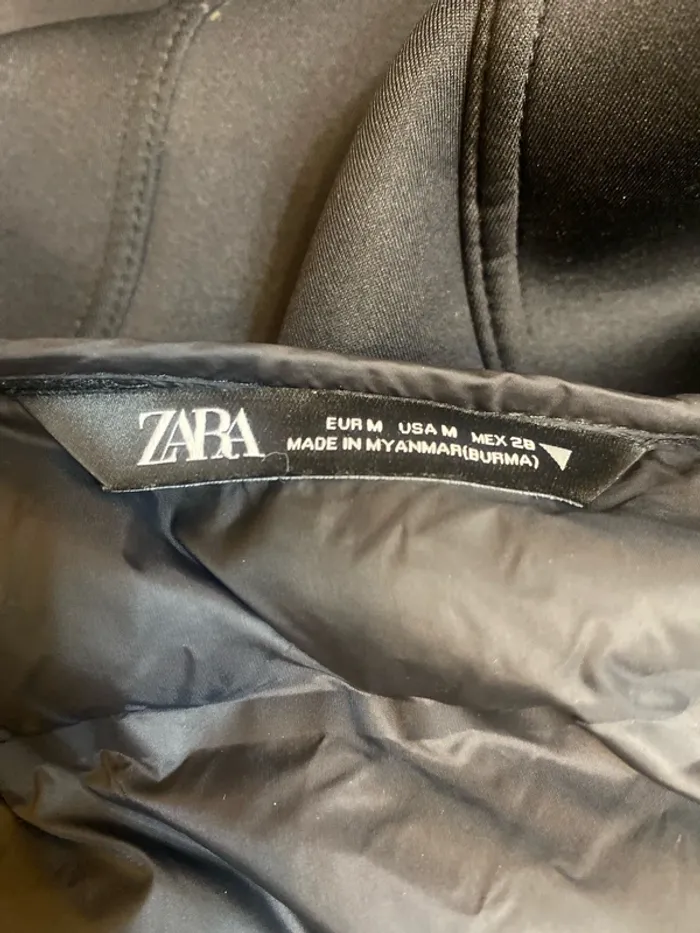 ZARA
EUR M USA M MEX 28
MADE IN MYANMAR(BURMA)